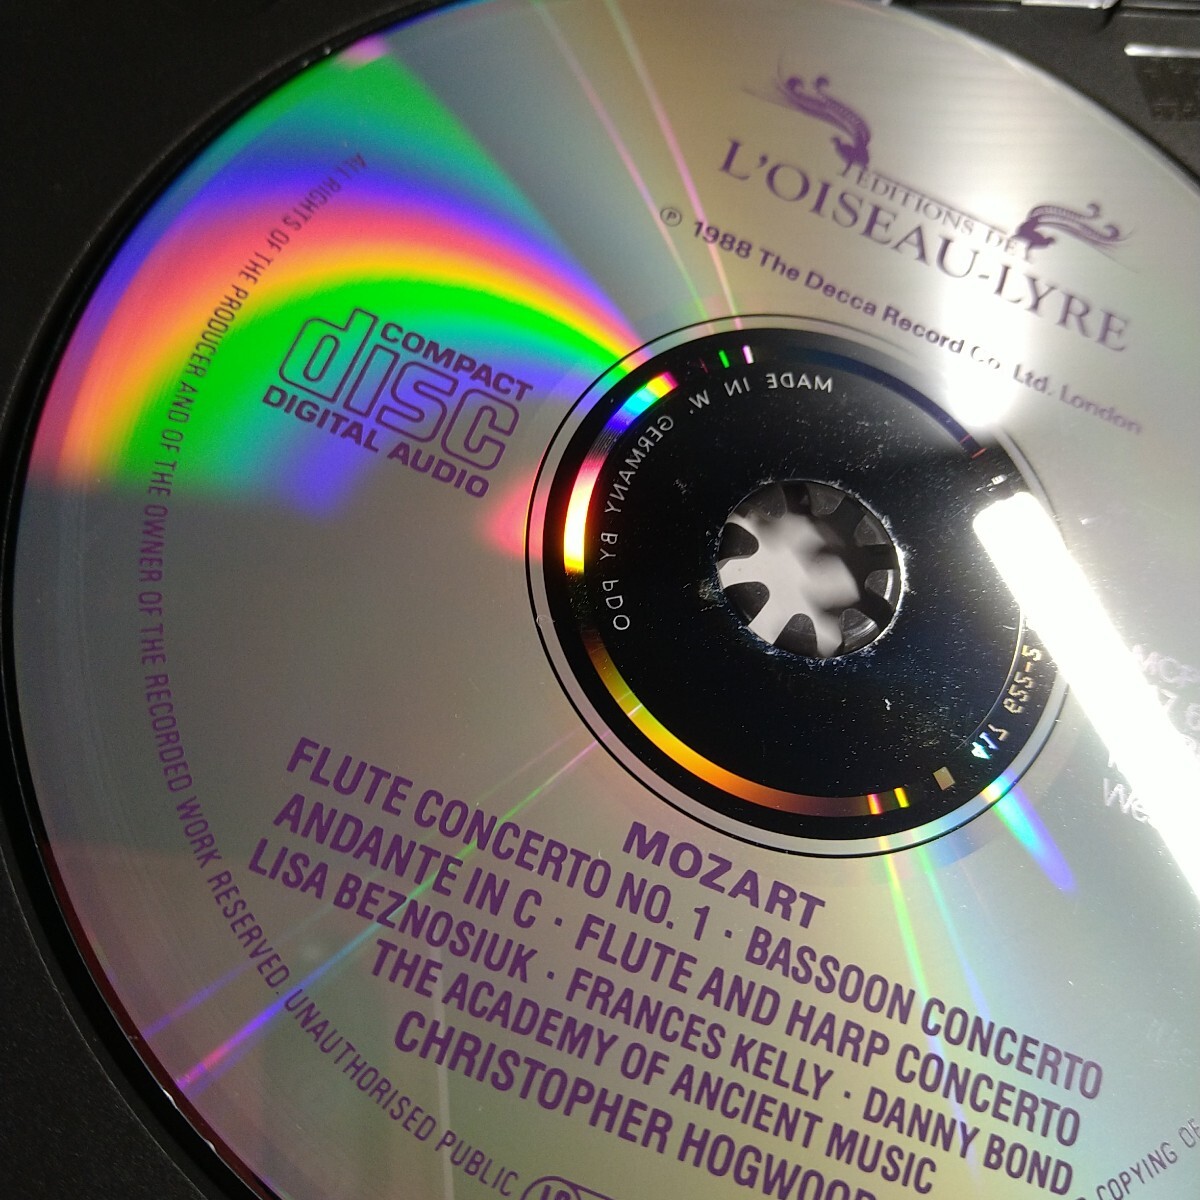 EDITIONS DE
L'OISEAU-LYRE
℗ 1988 The Decca Record Co. Ltd. London
COMPACT
disc
DIGITAL AUDIO
MADE IN W. GERMANY BY PDO
MOZART
FLUTE CONCERTO NO. 1 · BASSOON CONCERTO
ANDANTE IN C · FLUTE AND HARP CONCERTO
LISA BEZNOSIUK · FRANCES KELLY · DANNY BOND
THE ACADEMY OF ANCIENT MUSIC
CHRISTOPHER HOGWOOD
ALL RIGHTS OF THE PRODUCER AND OF THE OWNER OF THE RECORDED WORK RESERVED. UNAUTHORISED PUBLIC
COPYING OF